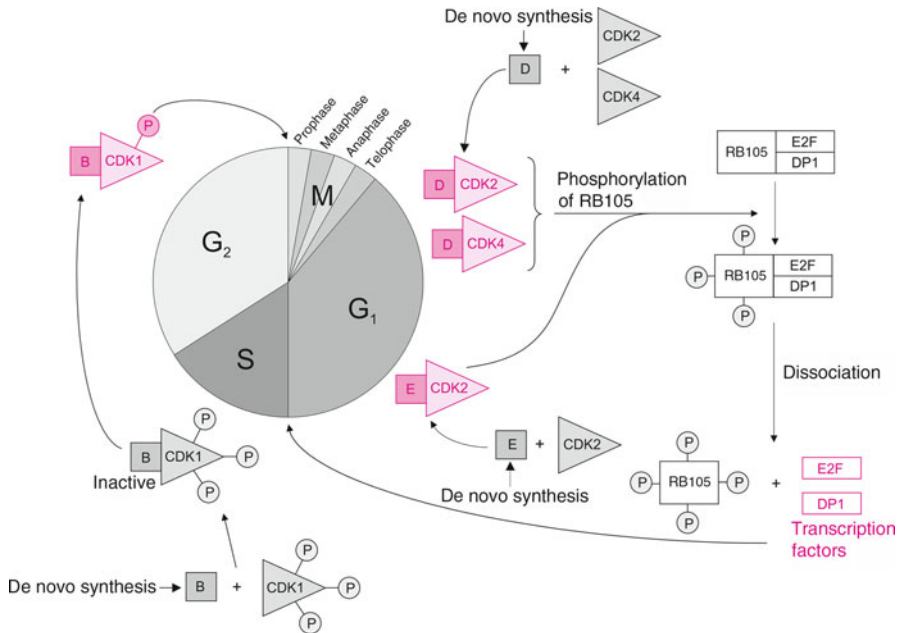 De novo synthesis
CDK2
D
+
CDK4
P
B
CDK1
Prophase
Metaphase
Anaphase
Telophase
M
G2
G1
S
D
CDK2
D
CDK4
Phosphorylation
of RB105
RB105
E2F
DP1
P
P
RB105
E2F
DP1
P
E
CDK2
Dissociation
E
+
CDK2
De novo synthesis
P
P
RB105
P
P
+
E2F
DP1
Transcription
factors
P
B
CDK1
P
P
Inactive
De novo synthesis
B
+
CDK1
P
P
P